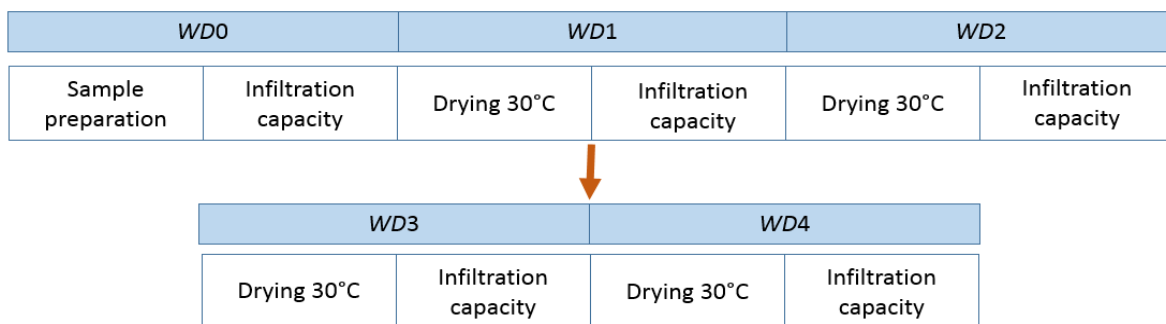 WD0 WD1 WD2
Sample preparation Infiltration capacity Drying 30°C Infiltration capacity Drying 30°C Infiltration capacity
WD3 WD4
Drying 30°C Infiltration capacity Drying 30°C Infiltration capacity